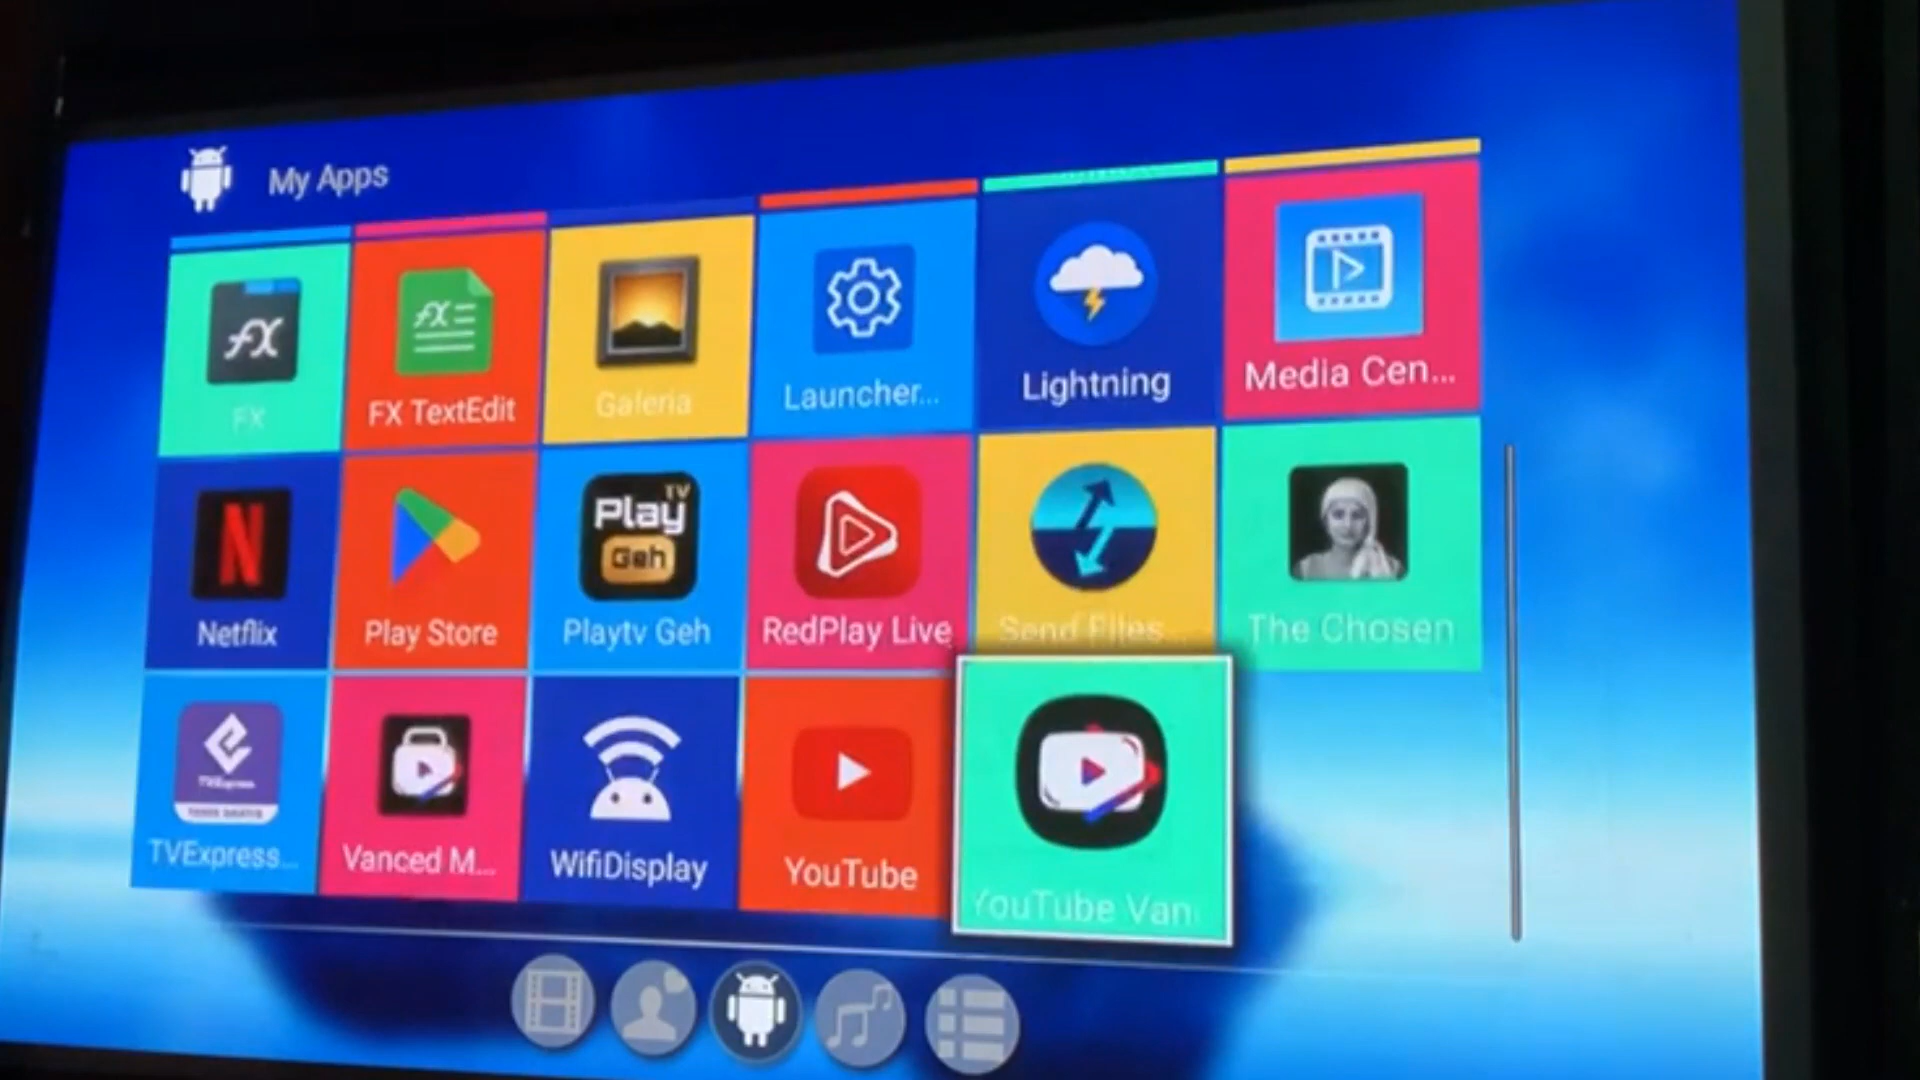 My Apps
FX
FX TextEdit
Galeria
Launcher...
Lightning
Media Cen...
Netflix
Play Store
Play TV
Geh
Playtv Geh
RedPlay Live
Send Files...
The Chosen
TVExpress
TVExpress...
Vanced M...
WifiDisplay
YouTube
YouTube Van